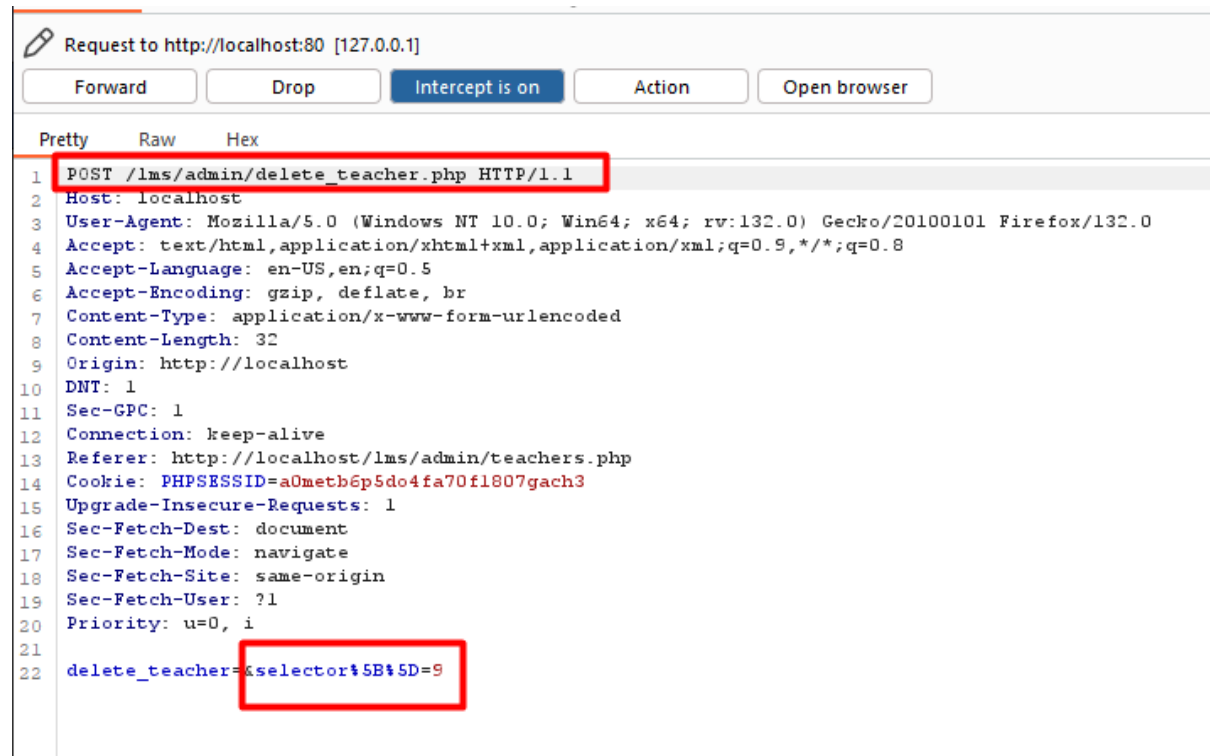 Request to http://localhost:80 [127.0.0.1]
Forward Drop Intercept is on Action Open browser
Pretty Raw Hex
1 POST /lms/admin/delete_teacher.php HTTP/1.1
2 Host: localhost
3 User-Agent: Mozilla/5.0 (Windows NT 10.0; Win64; x64; rv:132.0) Gecko/20100101 Firefox/132.0
4 Accept: text/html,application/xhtml+xml,application/xml;q=0.9,*/*;q=0.8
5 Accept-Language: en-US,en;q=0.5
6 Accept-Encoding: gzip, deflate, br
7 Content-Type: application/x-www-form-urlencoded
8 Content-Length: 32
9 Origin: http://localhost
10 DNT: 1
11 Sec-GPC: 1
12 Connection: keep-alive
13 Referer: http://localhost/lms/admin/teachers.php
14 Cookie: PHPSESSID=a0metb6p5do4fa70f1807gach3
15 Upgrade-Insecure-Requests: 1
16 Sec-Fetch-Dest: document
17 Sec-Fetch-Mode: navigate
18 Sec-Fetch-Site: same-origin
19 Sec-Fetch-User: ?1
20 Priority: u=0, i
21
22 delete_teacher=&selector%5B%5D=9